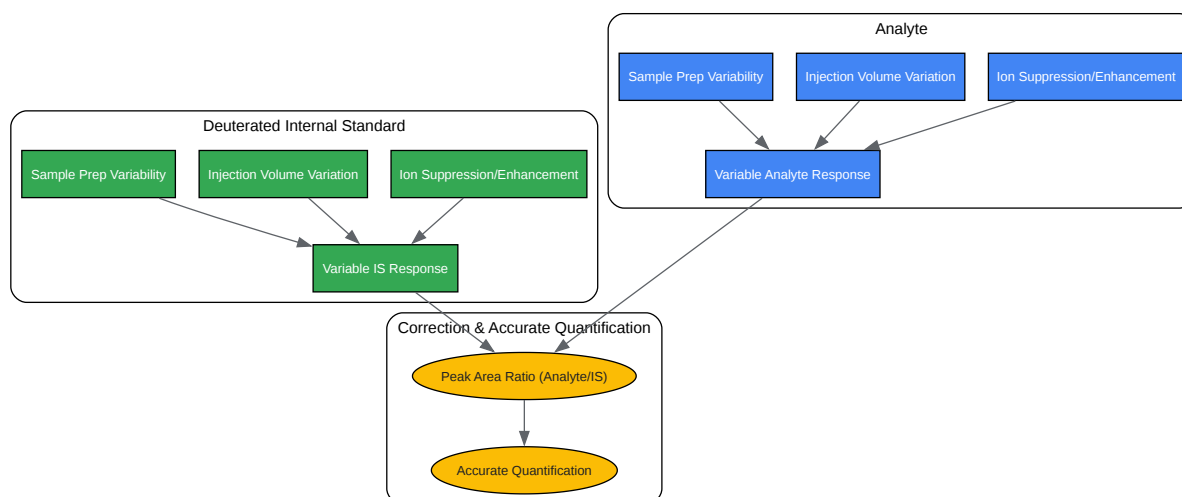 Analyte
Sample Prep Variability
Injection Volume Variation
Ion Suppression/Enhancement
Variable Analyte Response
Deuterated Internal Standard
Sample Prep Variability
Injection Volume Variation
Ion Suppression/Enhancement
Variable IS Response
Correction & Accurate Quantification
Peak Area Ratio (Analyte/IS)
Accurate Quantification